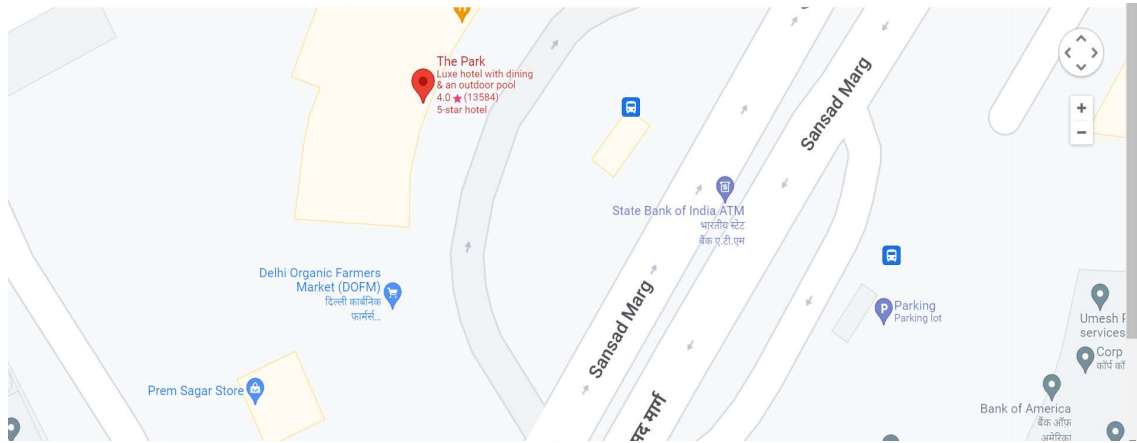 The Park
Luxe hotel with dining
& an outdoor pool
4.0 ★ (13584)
5-star hotel
Sansad Marg
State Bank of India ATM
भारतीय स्टेट
बैंक ए.टी.एम
Delhi Organic Farmers
Market (DOFM)
दिल्ली कार्बनिक
फार्मर्स...
Parking
Parking lot
P
Umesh
services
Sansad Marg
Corp
कॉर्प
Prem Sagar Store
Bank of America
बैंक ऑफ़
अमेरिका
मार्ग